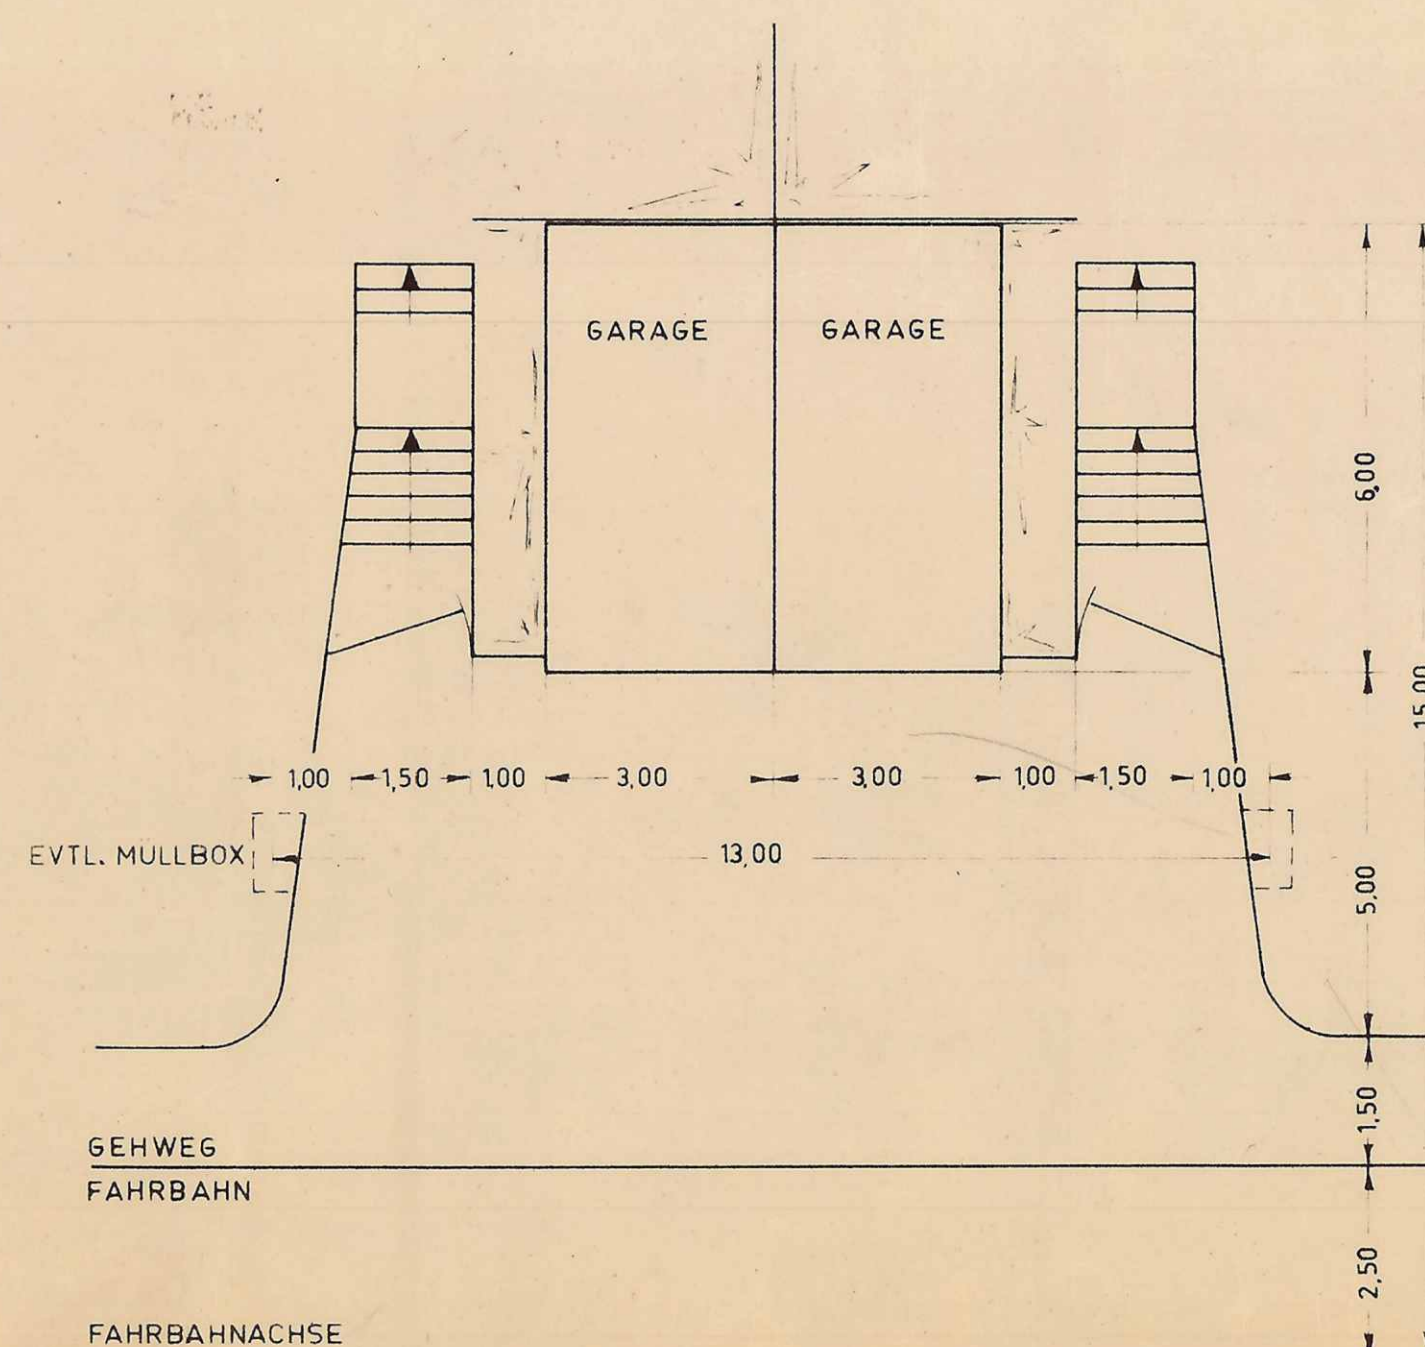 GARAGE GARAGE
6,00
15,00
1,00 1,50 1,00 3,00 3,00 1,00 1,50 1,00
EVTL. MÜLLBOX 13,00
5,00
1,50
GEHWEG
FAHRBAHN
2,50
FAHRBAHNACHSE